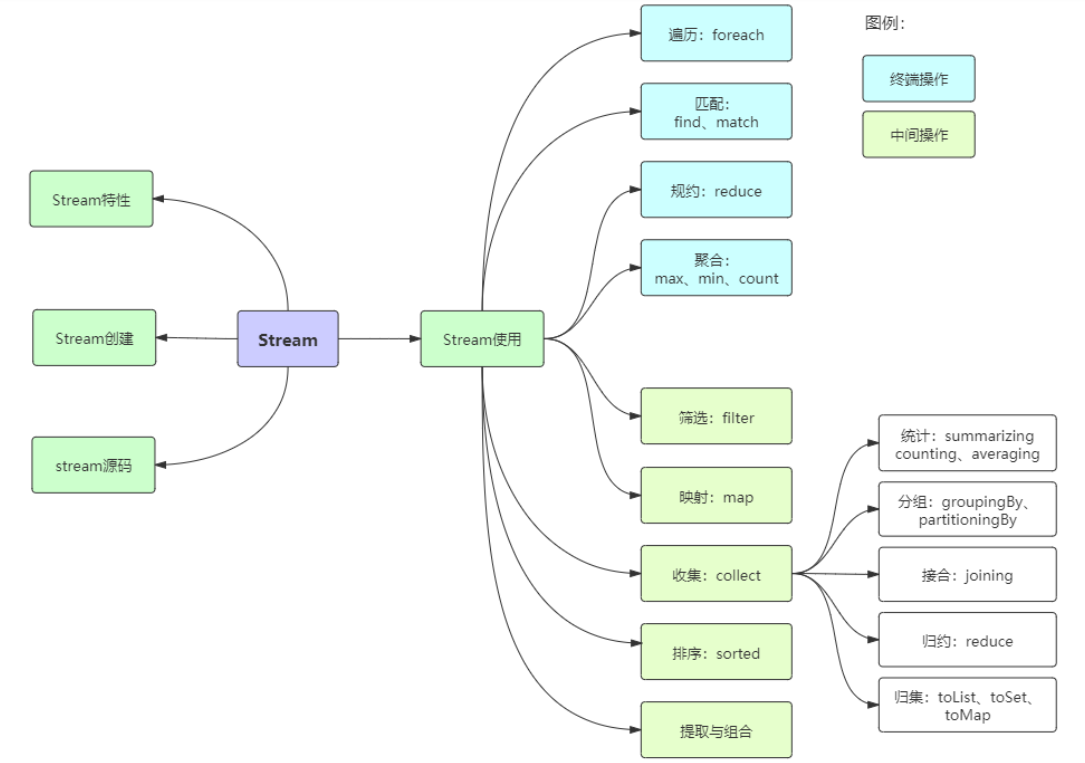 图例：
终端操作
中间操作
Stream特性
Stream创建
stream源码
Stream
Stream使用
遍历：foreach
匹配：
find、match
规约：reduce
聚合：
max、min、count
筛选：filter
映射：map
收集：collect
排序：sorted
提取与组合
统计：summarizing
counting、averaging
分组：groupingBy、
partitioningBy
接合：joining
归约：reduce
归集：toList、toSet、
toMap